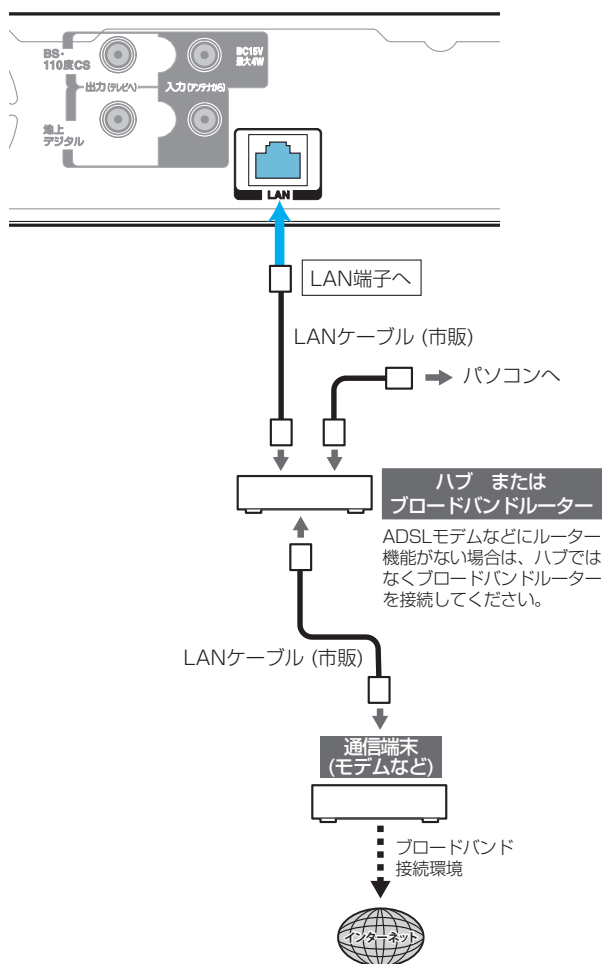 BS・
110度CS
DC15V
最大4W
出力(テレビへ)
入力(アンテナから)
地上
デジタル
LAN
LAN端子へ
LANケーブル (市販)
パソコンへ
ハブ または
ブロードバンドルーター
ADSLモデムなどにルーター
機能がない場合は、ハブでは
なくブロードバンドルーター
を接続してください。
LANケーブル (市販)
通信端末
(モデムなど)
ブロードバンド
接続環境
インターネット